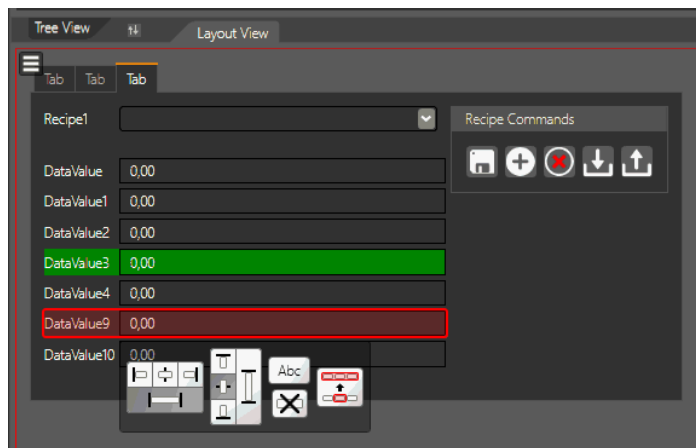 Tree View
Layout View
Tab Tab Tab
Recipe1
Recipe Commands
DataValue 0,00
DataValue1 0,00
DataValue2 0,00
DataValue3 0,00
DataValue4 0,00
DataValue9 0,00
DataValue10 0,00
Abc